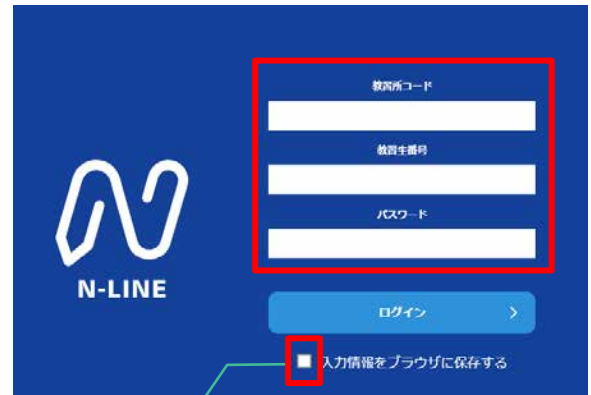 教習所コード
教習生番号
パスワード
N-LINE
ログイン
入力情報をブラウザに保存する